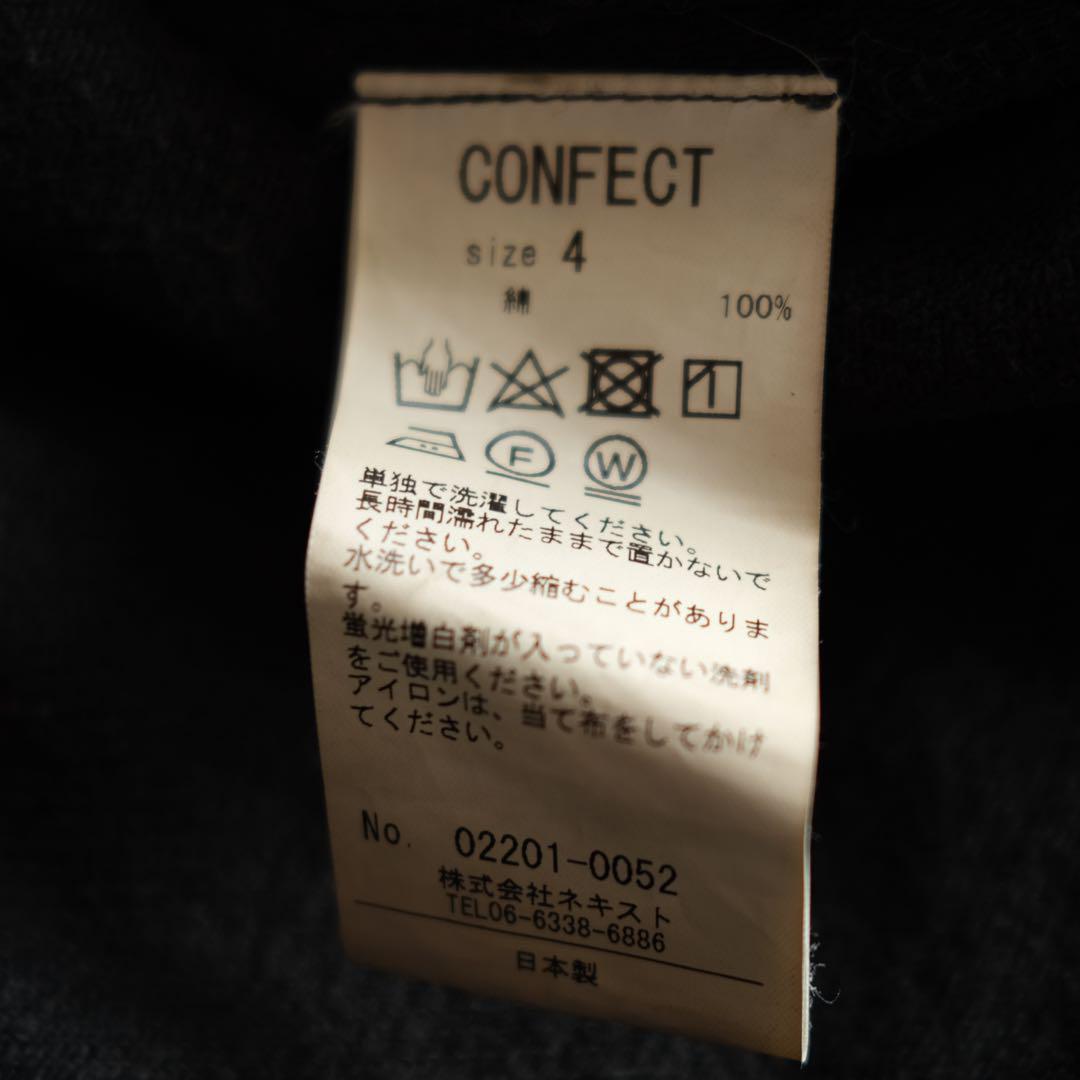 CONFECT
size 4
綿 100%
F W
単独で洗濯してください。
長時間濡れたままで置かないで
ください。
水洗いで多少縮むことがありま
す。
蛍光増白剤が入っていない洗剤
をご使用ください。
アイロンは、当て布をしてかけ
てください。
No. 02201-0052
株式会社ネキスト
TEL06-6338-6886
日本製